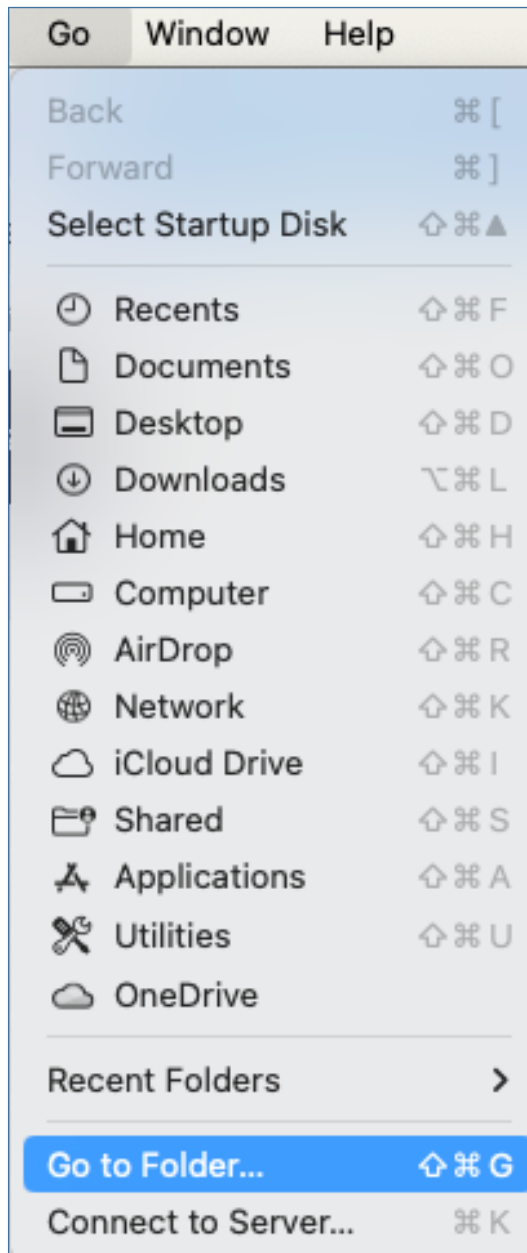 Go Window Help
Back ⌘ [
Forward ⌘ ]
Select Startup Disk ⇧⌘▲
Recents ⇧⌘ F
Documents ⇧⌘ O
Desktop ⇧⌘ D
Downloads ⌥⌘ L
Home ⇧⌘ H
Computer ⇧⌘ C
AirDrop ⇧⌘ R
Network ⇧⌘ K
iCloud Drive ⇧⌘ I
Shared ⇧⌘ S
Applications ⇧⌘ A
Utilities ⇧⌘ U
OneDrive
Recent Folders >
Go to Folder... ⇧⌘ G
Connect to Server... ⌘ K